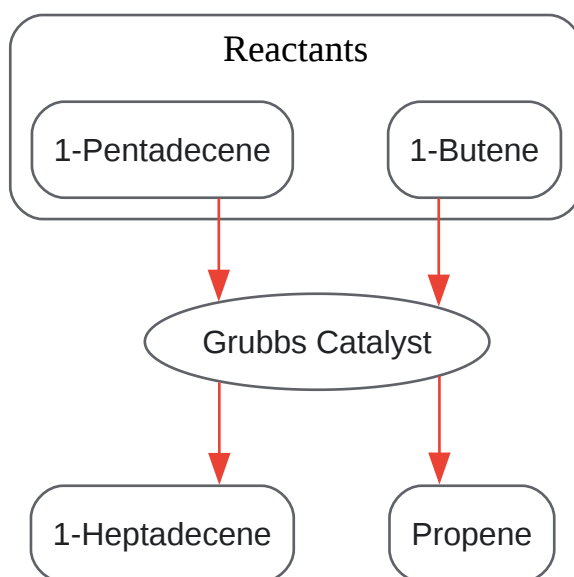 Reactants
1-Pentadecene
1-Butene
Grubbs Catalyst
1-Heptadecene
Propene